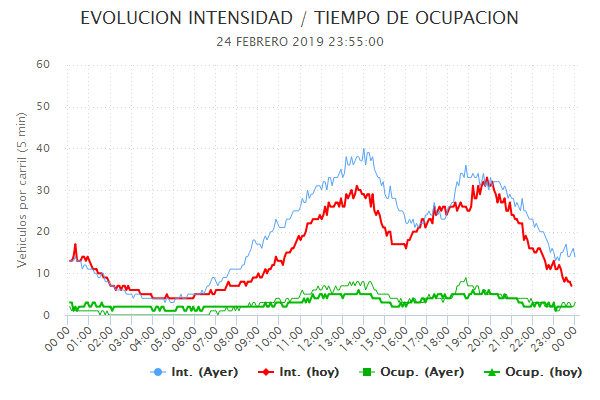 EVOLUCION INTENSIDAD / TIEMPO DE OCUPACION
24 FEBRERO 2019 23:55:00
Vehiculos por carril (5 min)
60
50
40
30
20
10
0
00:00 01:00 02:00 03:00 04:00 05:00 06:00 07:00 08:00 09:00 10:00 11:00 12:00 13:00 14:00 15:00 16:00 17:00 18:00 19:00 20:00 21:00 22:00 23:00 00:00
Int. (Ayer) Int. (hoy) Ocup. (Ayer) Ocup. (hoy)